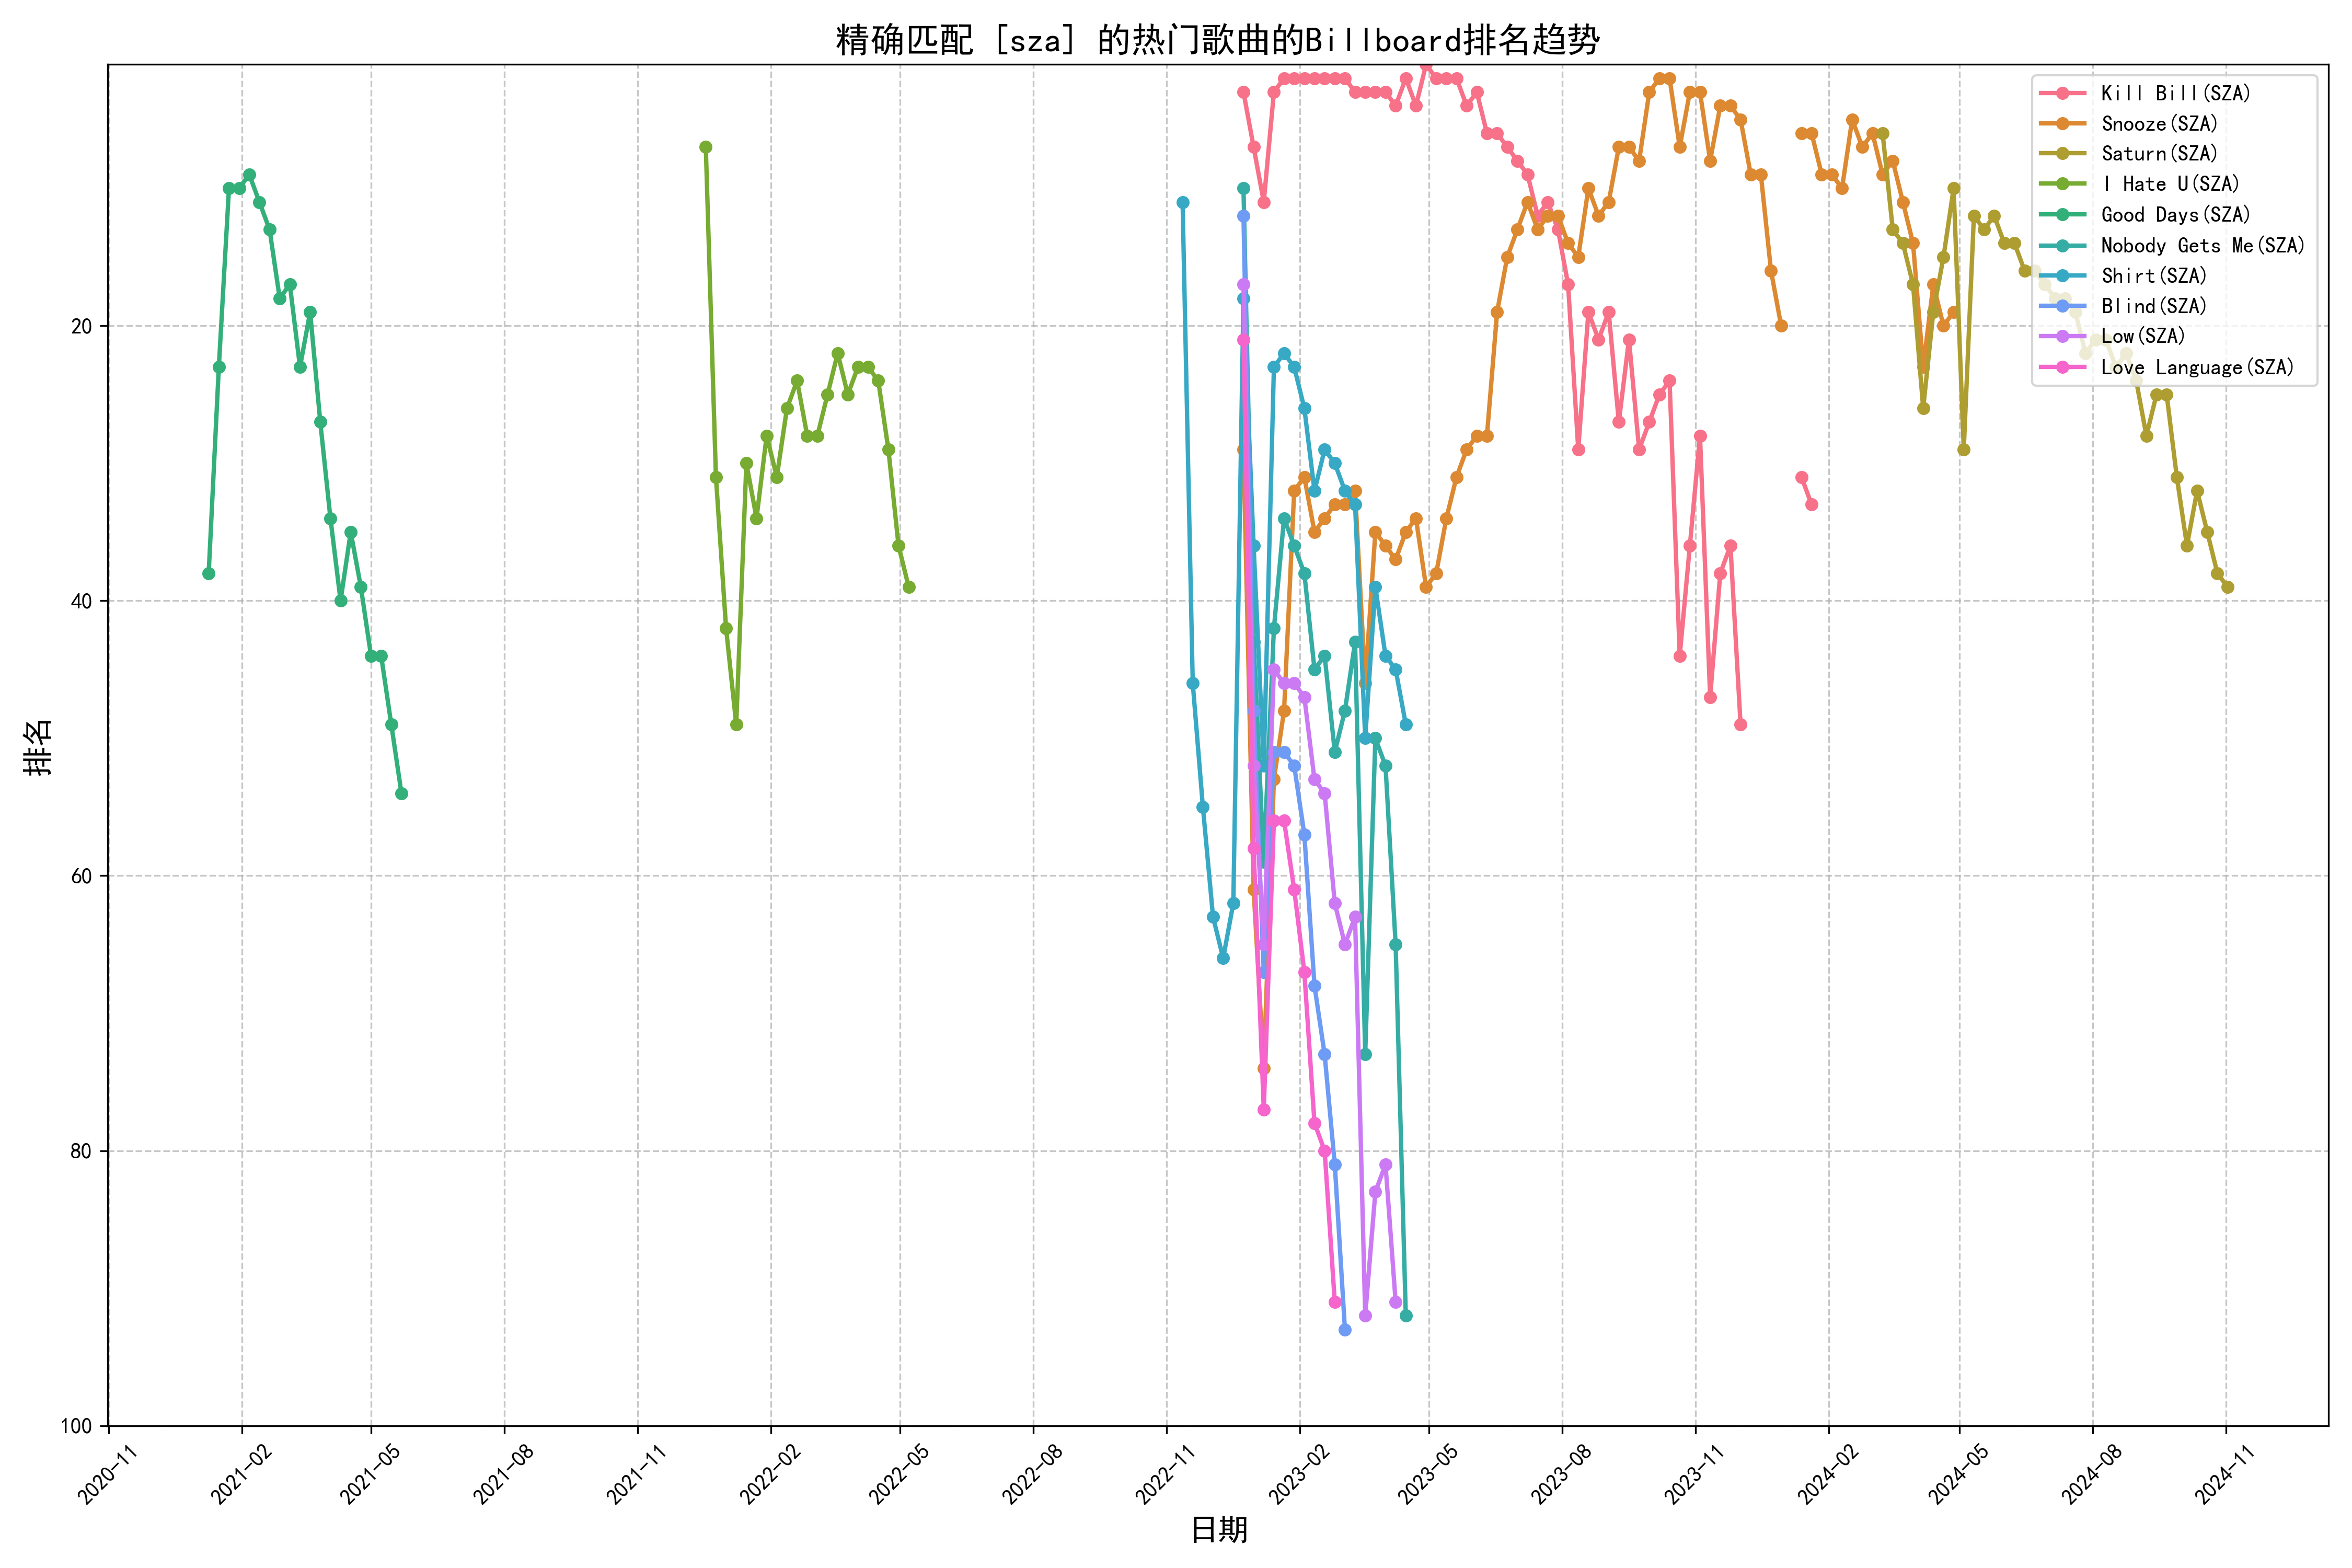 精确匹配 [sza] 的热门歌曲的Billboard排名趋势
Kill Bill(SZA)
Snooze(SZA)
Saturn(SZA)
I Hate U(SZA)
Good Days(SZA)
Nobody Gets Me(SZA)
Shirt(SZA)
Blind(SZA)
Low(SZA)
Love Language(SZA)
排名
20
40
60
80
100
2020-11
2021-02
2021-05
2021-08
2021-11
2022-02
2022-05
2022-08
2022-11
2023-02
2023-05
2023-08
2023-11
2024-02
2024-05
2024-08
2024-11
日期